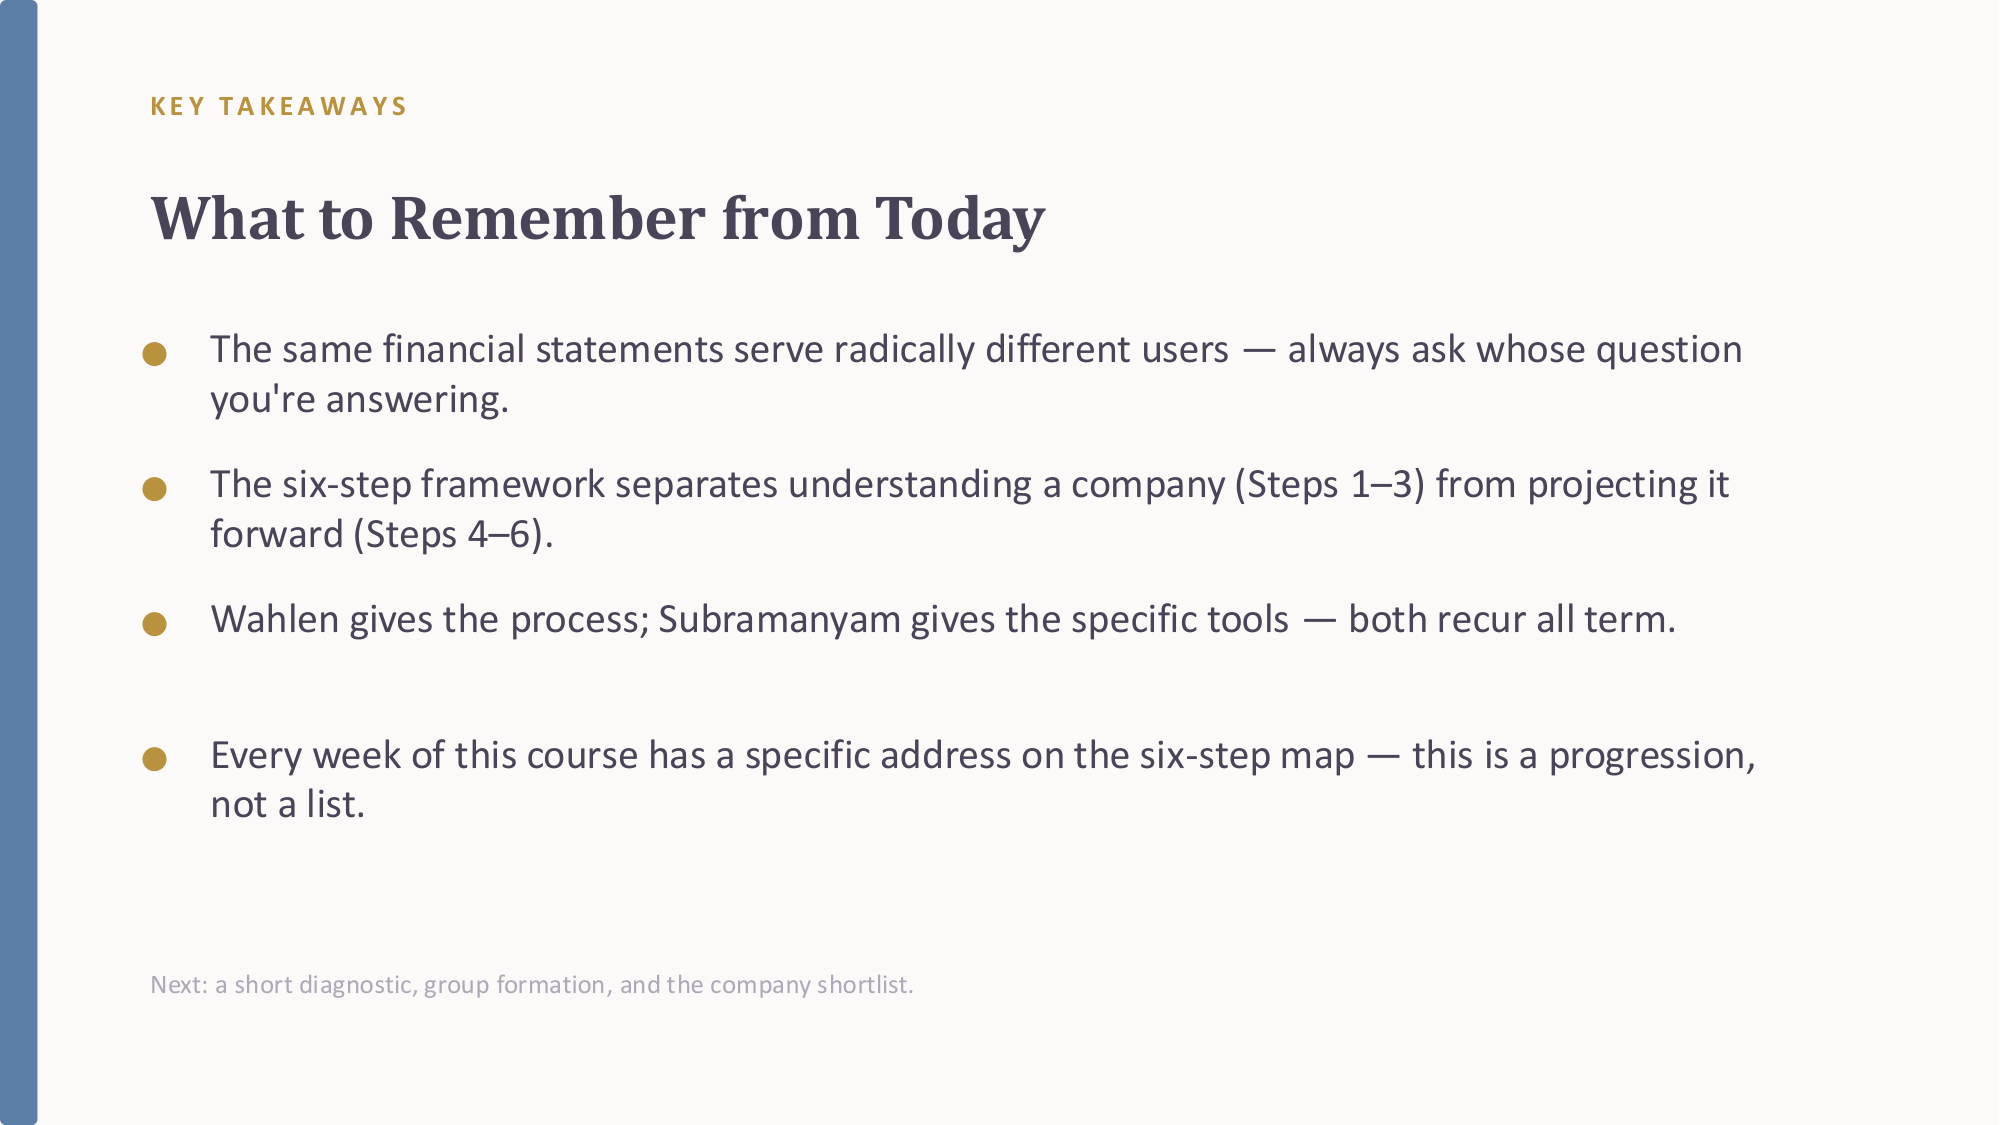 KEY TAKEAWAYS
What to Remember from Today
The same financial statements serve radically different users — always ask whose question
you're answering.
The six-step framework separates understanding a company (Steps 1–3) from projecting it
forward (Steps 4–6).
Wahlen gives the process; Subramanyam gives the specific tools — both recur all term.
Every week of this course has a specific address on the six-step map — this is a progression,
not a list.
Next: a short diagnostic, group formation, and the company shortlist.